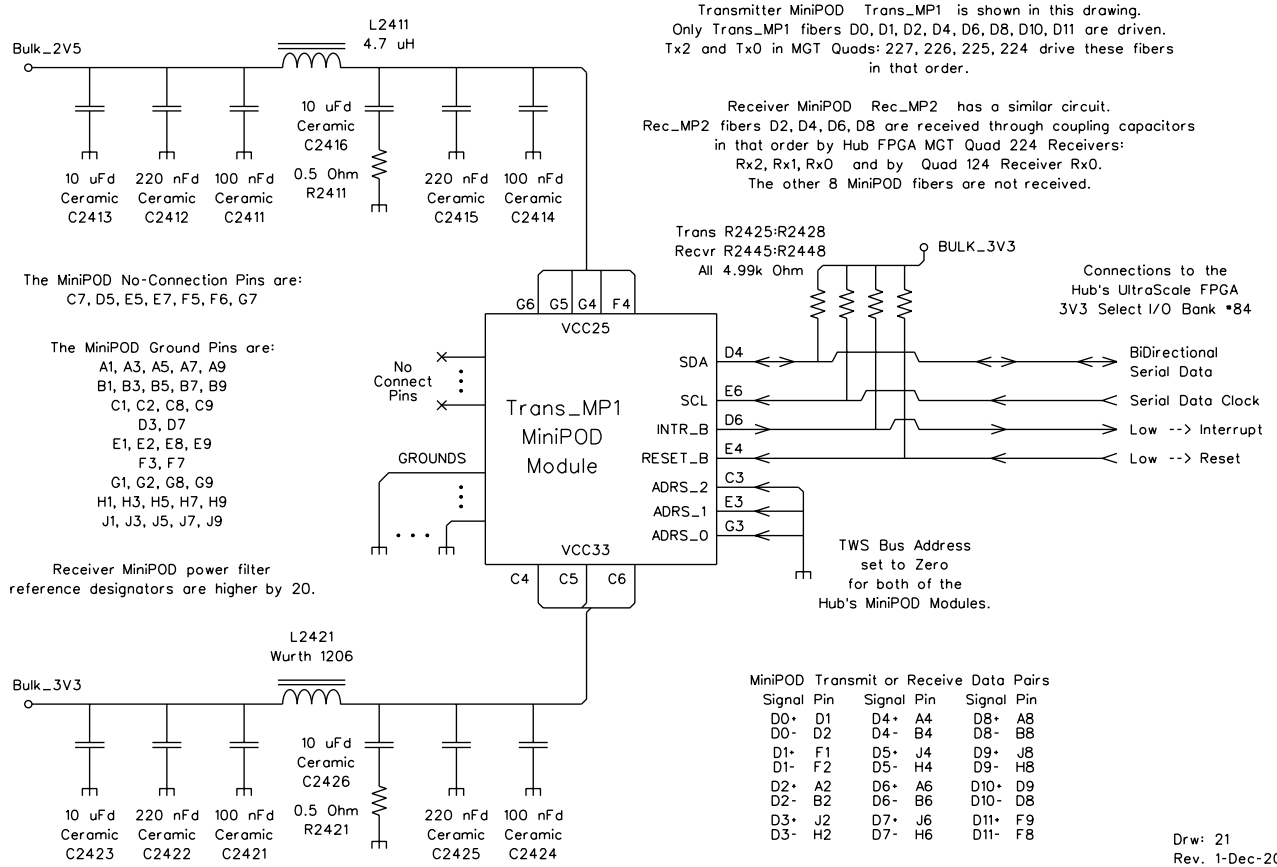 Transmitter MiniPOD Trans_MP1 is shown in this drawing.
Only Trans_MP1 fibers D0, D1, D2, D4, D6, D8, D10, D11 are driven.
Tx2 and Tx0 in MGT Quads: 227, 226, 225, 224 drive these fibers
in that order.
Receiver MiniPOD Rec_MP2 has a similar circuit.
Rec_MP2 fibers D2, D4, D6, D8 are received through coupling capacitors
in that order by Hub FPGA MGT Quad 224 Receivers:
Rx2, Rx1, Rx0 and by Quad 124 Receiver Rx0.
The other 8 MiniPOD fibers are not received.
L2411
4.7 uH
Bulk_2V5
10 uFd
Ceramic
C2413
220 nFd
Ceramic
C2412
100 nFd
Ceramic
C2411
10 uFd
Ceramic
C2416
0.5 Ohm
R2411
220 nFd
Ceramic
C2415
100 nFd
Ceramic
C2414
The MiniPOD No-Connection Pins are:
C7, D5, E5, E7, F5, F6, G7
The MiniPOD Ground Pins are:
A1, A3, A5, A7, A9
B1, B3, B5, B7, B9
C1, C2, C8, C9
D3, D7
E1, E2, E8, E9
F3, F7
G1, G2, G8, G9
H1, H3, H5, H7, H9
J1, J3, J5, J7, J9
Receiver MiniPOD power filter
reference designators are higher by 20.
Trans R2425:R2428
Recvr R2445:R2448
All 4.99k Ohm
BULK_3V3
Connections to the
Hub's UltraScale FPGA
3V3 Select I/O Bank *84
G6 G5 G4 F4
VCC25
No
Connect
Pins
GROUNDS
Trans_MP1
MiniPOD
Module
SDA D4
BiDirectional
Serial Data
SCL E6
Serial Data Clock
INTR_B D6
Low --> Interrupt
RESET_B E4
Low --> Reset
ADRS_2 C3
ADRS_1 E3
ADRS_0 G3
VCC33
C4 C5 C6
TWS Bus Address
set to Zero
for both of the
Hub's MiniPOD Modules.
L2421
Wurth 1206
Bulk_3V3
10 uFd
Ceramic
C2423
220 nFd
Ceramic
C2422
100 nFd
Ceramic
C2421
10 uFd
Ceramic
C2426
0.5 Ohm
R2421
220 nFd
Ceramic
C2425
100 nFd
Ceramic
C2424
MiniPOD Transmit or Receive Data Pairs
Signal Pin Signal Pin Signal Pin
D0+ D1 D4+ A4 D8+ A8
D0- D2 D4- B4 D8- B8
D1+ F1 D5+ J4 D9+ J8
D1- F2 D5- H4 D9- H8
D2+ A2 D6+ A6 D10+ D9
D2- B2 D6- B6 D10- D8
D3+ J2 D7+ J6 D11+ F9
D3- H2 D7- H6 D11- F8
Drw: 21
Rev. 1-Dec-20